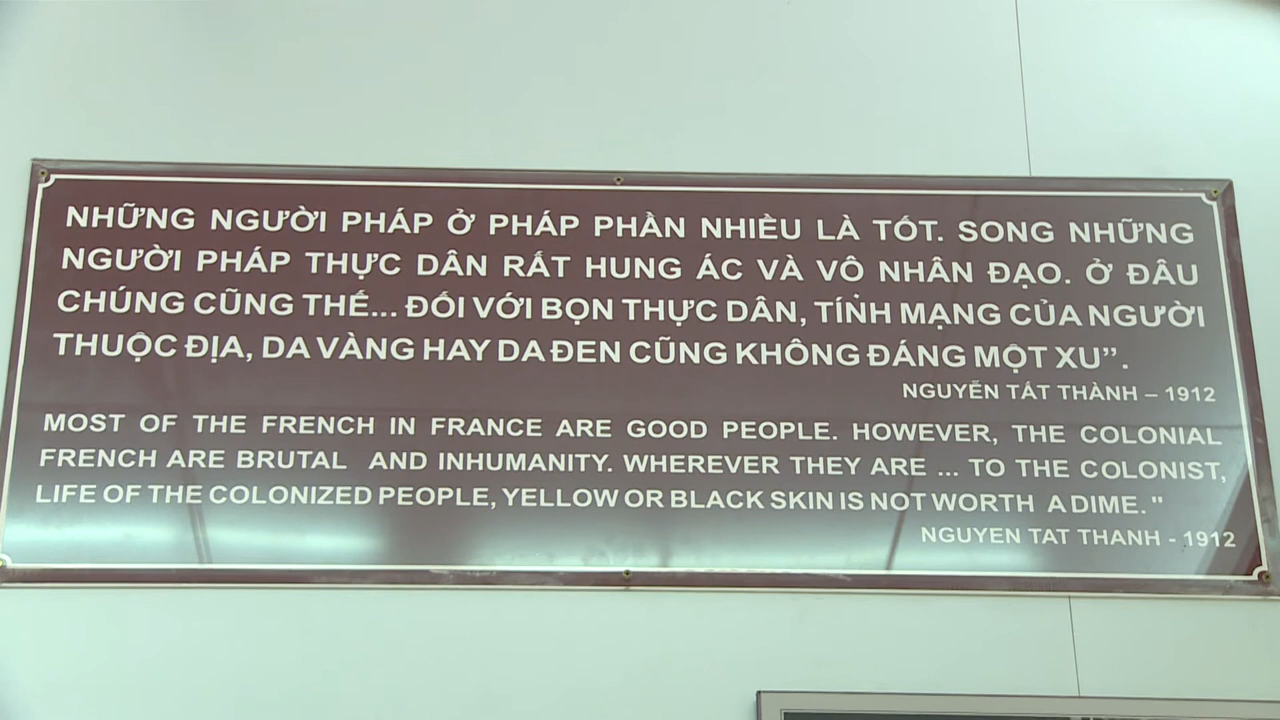 NHỮNG NGƯỜI PHÁP Ở PHÁP PHẦN NHIỀU LÀ TỐT. SONG NHỮNG
NGƯỜI PHÁP THỰC DÂN RẤT HUNG ÁC VÀ VÔ NHÂN ĐẠO. Ở ĐÂU
CHÚNG CŨNG THẾ... ĐỐI VỚI BỌN THỰC DÂN, TÍNH MẠNG CỦA NGƯỜI
THUỘC ĐỊA, DA VÀNG HAY DA ĐEN CŨNG KHÔNG ĐÁNG MỘT XU”.
NGUYỄN TẤT THÀNH – 1912
MOST OF THE FRENCH IN FRANCE ARE GOOD PEOPLE. HOWEVER, THE COLONIAL
FRENCH ARE BRUTAL AND INHUMANITY. WHEREVER THEY ARE ... TO THE COLONIST,
LIFE OF THE COLONIZED PEOPLE, YELLOW OR BLACK SKIN IS NOT WORTH A DIME."
NGUYEN TAT THANH - 1912